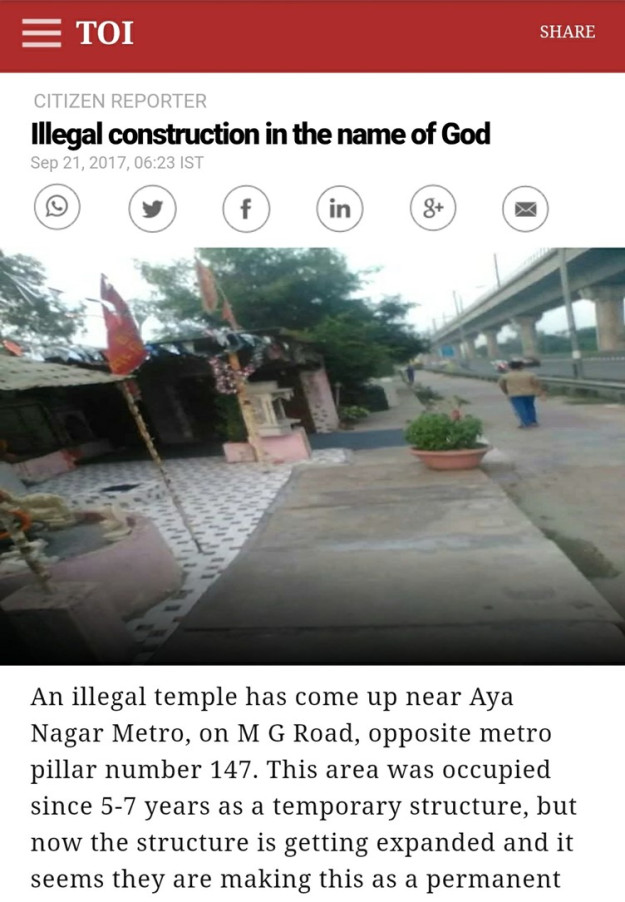 TOI
SHARE
CITIZEN REPORTER
Illegal construction in the name of God
Sep 21, 2017, 06:23 IST
f
in
g+
An illegal temple has come up near Aya
Nagar Metro, on M G Road, opposite metro
pillar number 147. This area was occupied
since 5-7 years as a temporary structure, but
now the structure is getting expanded and it
seems they are making this as a permanent